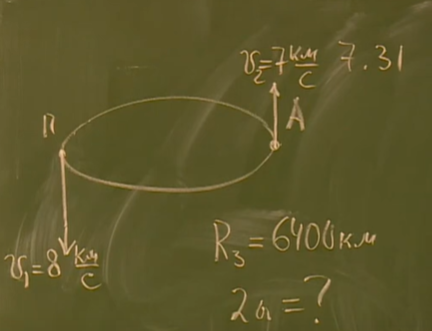 υ₂=7 км/с 7.31
П
A
υ₁=8 км/с
R₃=6400км
2a=?